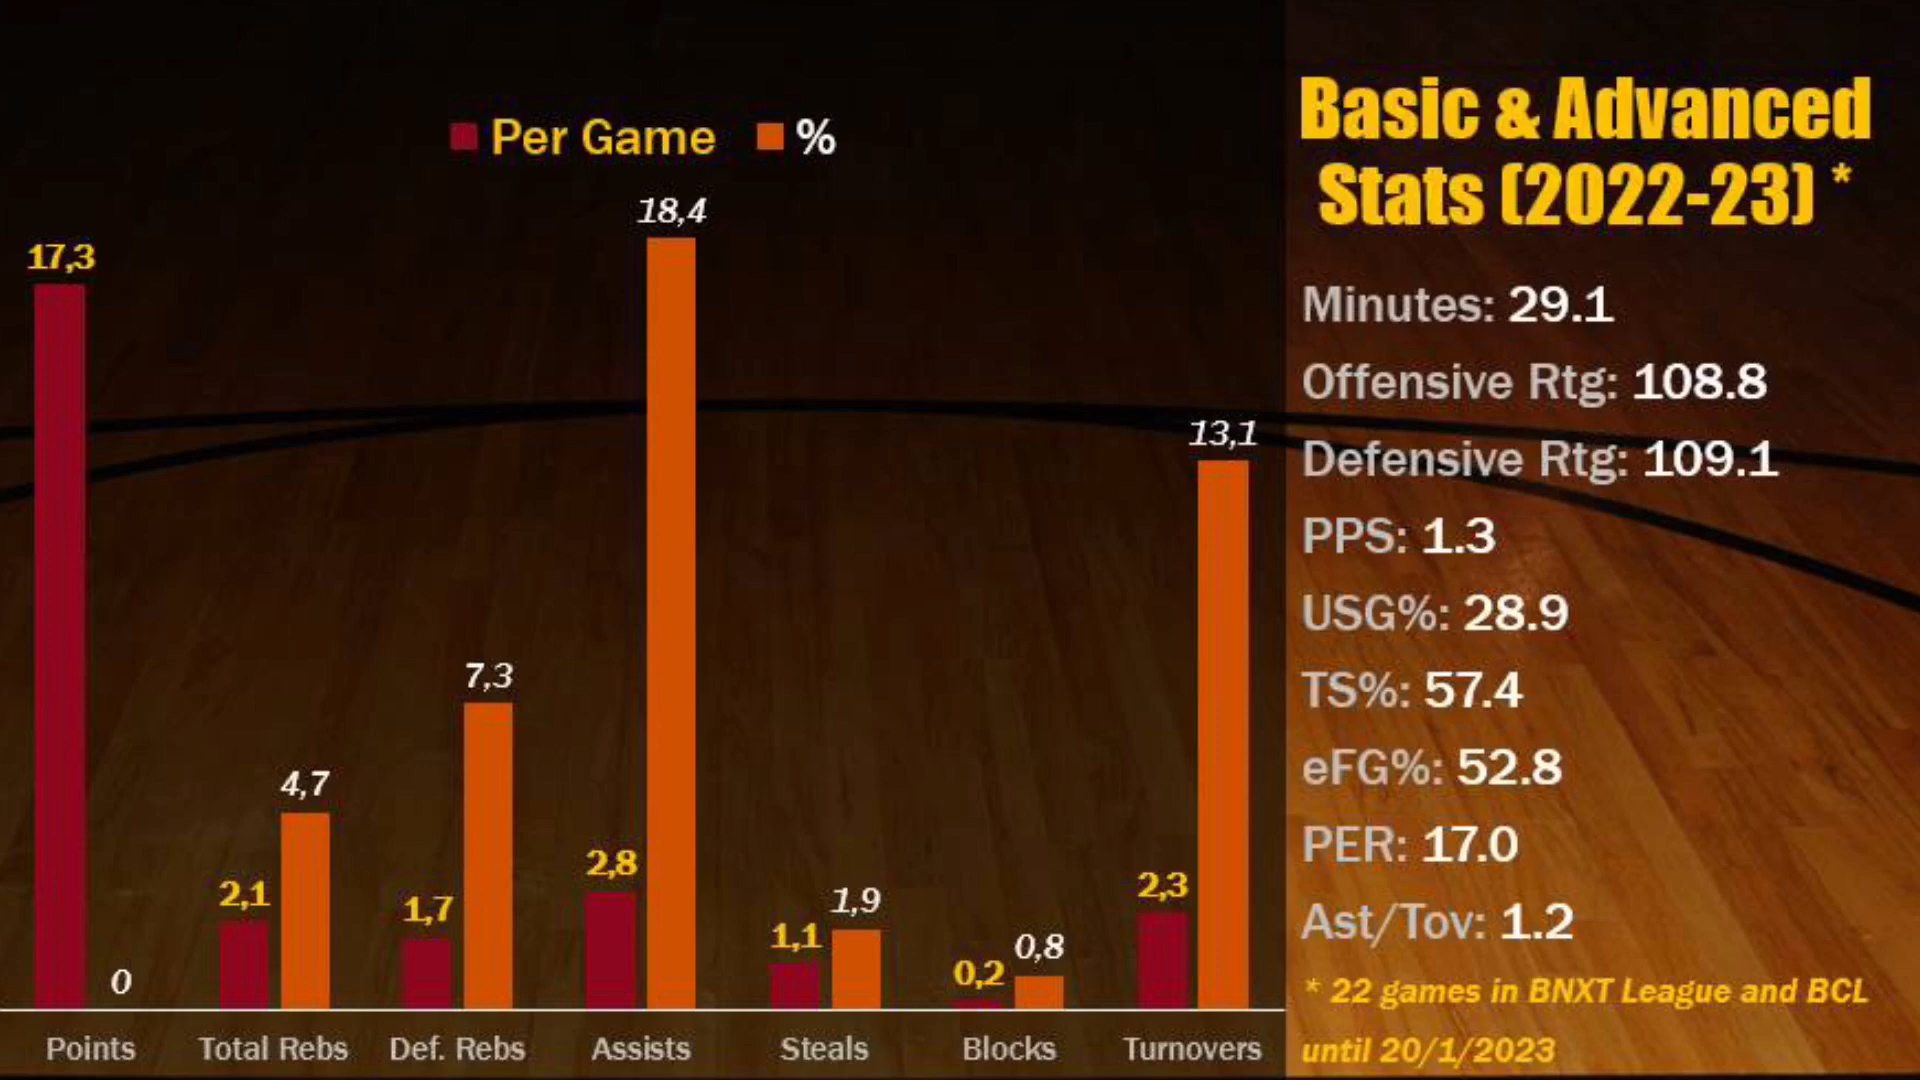 Per Game %
17,3
0
2,1
4,7
1,7
7,3
2,8
18,4
1,1
1,9
0,2
0,8
2,3
13,1
Points
Total Rebs
Def. Rebs
Assists
Steals
Blocks
Turnovers
Basic & Advanced
Stats (2022-23) *
Minutes: 29.1
Offensive Rtg: 108.8
Defensive Rtg: 109.1
PPS: 1.3
USG%: 28.9
TS%: 57.4
eFG%: 52.8
PER: 17.0
Ast/Tov: 1.2
* 22 games in BNXT League and BCL
until 20/1/2023